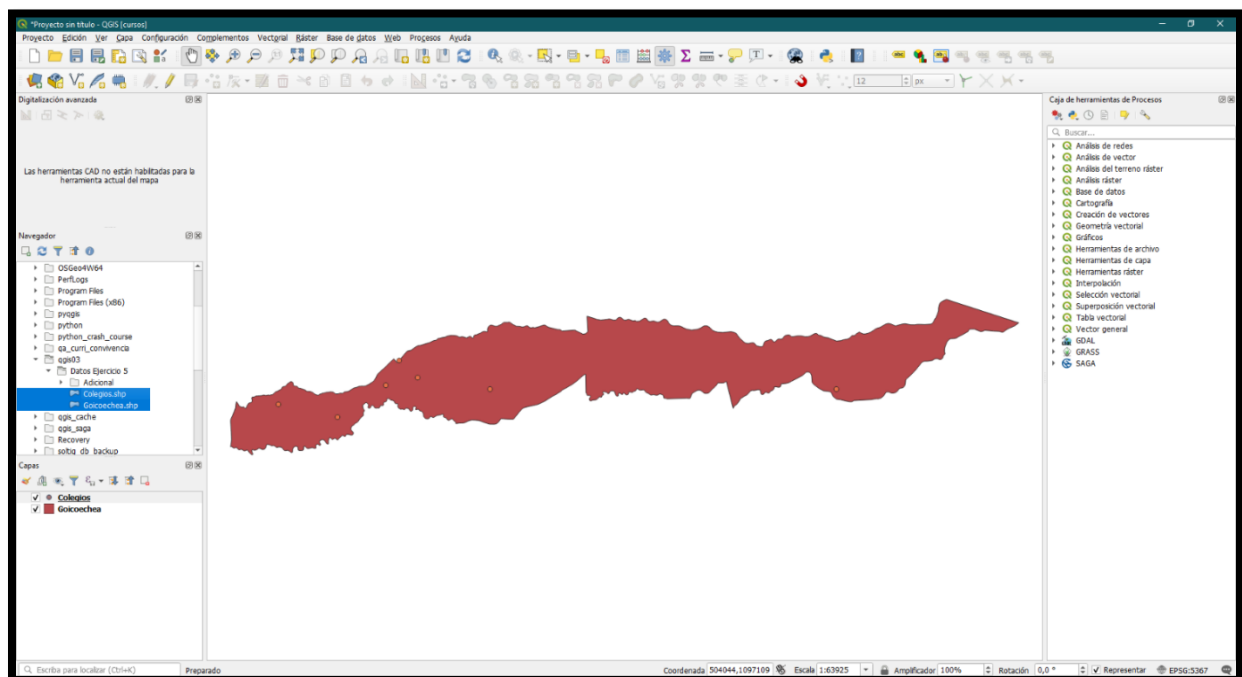 *Proyecto sin título - QGIS [cursos]
Proyecto Edición Ver Capa Configuración Complementos Vectorial Ráster Base de datos Web Procesos Ayuda
12 px
Digitalización avanzada
Las herramientas CAD no están habilitadas para la
herramienta actual del mapa
Navegador
OSGeo4W64
PerfLogs
Program Files
Program Files (x86)
pyqgis
python
python_crash_course
qa_curri_convivencia
qgis03
Datos Ejercicio 5
Adicional
Colegios.shp
Goicoechea.shp
qgis_cache
qgis_saga
Recovery
soltig_db_backup
Capas
Colegios
Goicoechea
Caja de herramientas de Procesos
Buscar...
Análisis de redes
Análisis de vector
Análisis del terreno ráster
Análisis ráster
Base de datos
Cartografía
Creación de vectores
Geometría vectorial
Gráficos
Herramientas de archivo
Herramientas de capa
Herramientas ráster
Interpolación
Selección vectorial
Superposición vectorial
Tabla vectorial
Vector general
GDAL
GRASS
SAGA
Escriba para localizar (Ctrl+K) Preparado Coordenada 504044,1097109 Escala 1:63925 Amplificador 100% Rotación 0,0 ° Representar EPSG:5367